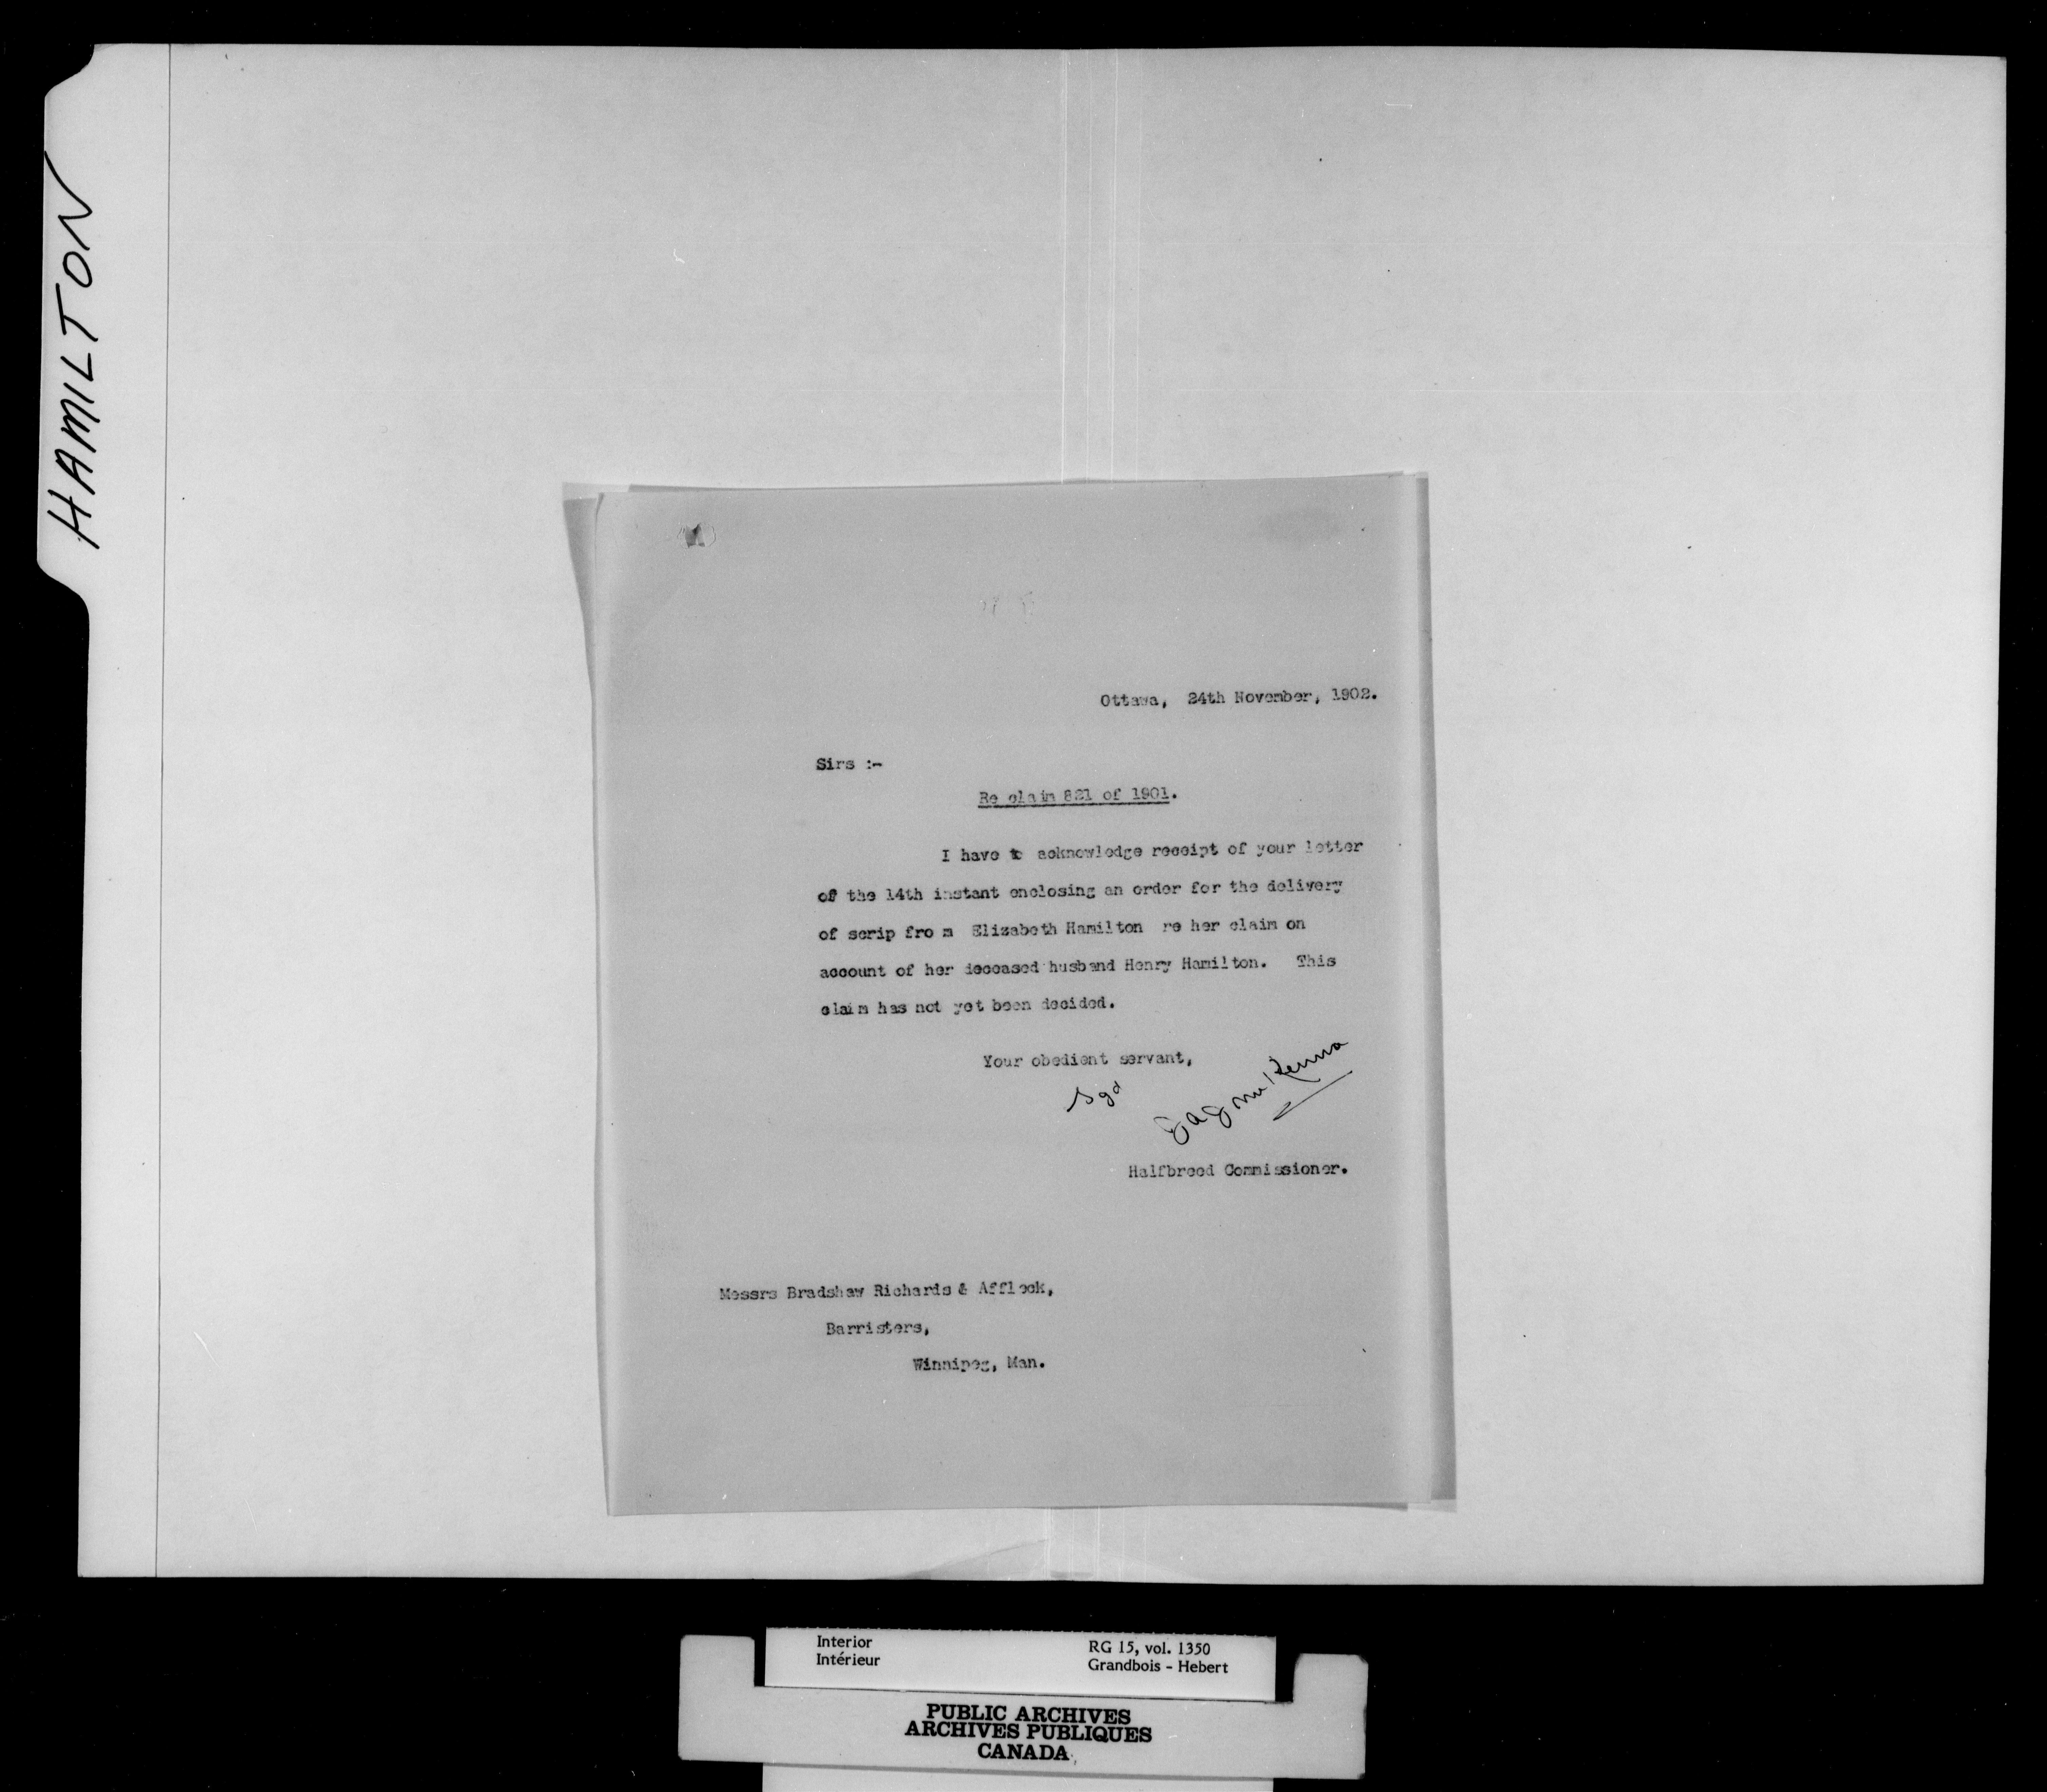 HAMILTON
Ottawa, 24th November, 1902.
Sirs :-
Re claim 821 of 1901.
I have to acknowledge receipt of your letter
of the 14th instant enclosing an order for the delivery
of scrip from Elizabeth Hamilton re her claim on
account of her deceased husband Henry Hamilton. This
claim has not yet been decided.
Your obedient servant,
Sgd
J A J McKenna
Halfbreed Commissioner.
Messrs Bradshaw Richards & Affleck,
Barristers,
Winnipeg, Man.
Interior
Intérieur
RG 15, vol. 1350
Grandbois - Hebert
PUBLIC ARCHIVES
ARCHIVES PUBLIQUES
CANADA